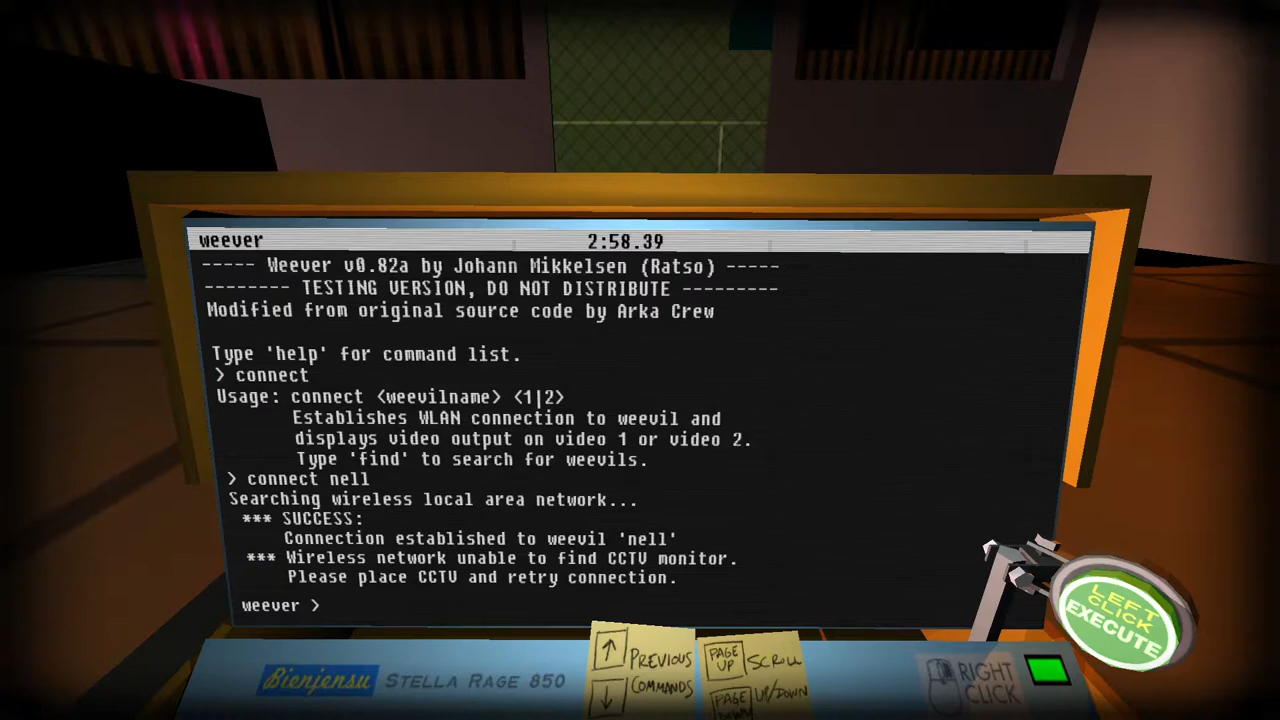 weever 2:58.39
----- Weever v0.82a by Johann Mikkelsen (Ratso) -----
-------- TESTING VERSION, DO NOT DISTRIBUTE ---------
Modified from original source code by Arka Crew
Type 'help' for command list.
> connect
Usage: connect <weevilname> <1|2>
Establishes WLAN connection to weevil and
displays video output on video 1 or video 2.
Type 'find' to search for weevils.
> connect nell
Searching wireless local area network...
*** SUCCESS:
Connection established to weevil 'nell'
*** Wireless network unable to find CCTV monitor.
Please place CCTV and retry connection.
weever >
LEFT
CLICK
EXECUTE
Bienjensu STELLA RAGE 850
↑ PREVIOUS
↓ COMMANDS
PAGE
UP SCROLL
PAGE
DOWN UP/DOWN
RIGHT
CLICK